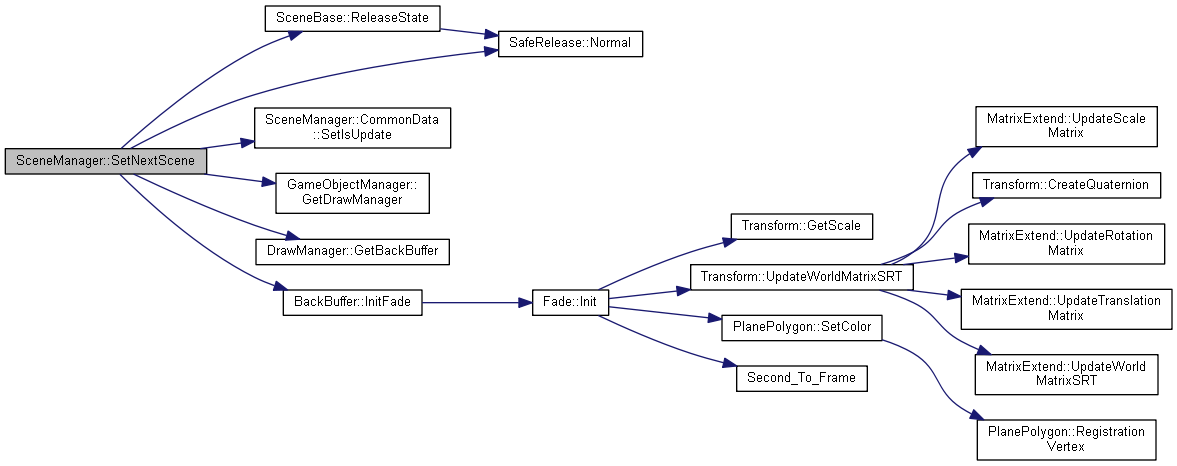 SceneManager::SetNextScene
SceneBase::ReleaseState
SafeRelease::Normal
SceneManager::CommonData
::SetIsUpdate
GameObjectManager::
GetDrawManager
DrawManager::GetBackBuffer
BackBuffer::InitFade
Fade::Init
Transform::GetScale
Transform::UpdateWorldMatrixSRT
PlanePolygon::SetColor
Second_To_Frame
MatrixExtend::UpdateScale
Matrix
Transform::CreateQuaternion
MatrixExtend::UpdateRotation
Matrix
MatrixExtend::UpdateTranslation
Matrix
MatrixExtend::UpdateWorld
MatrixSRT
PlanePolygon::Registration
Vertex